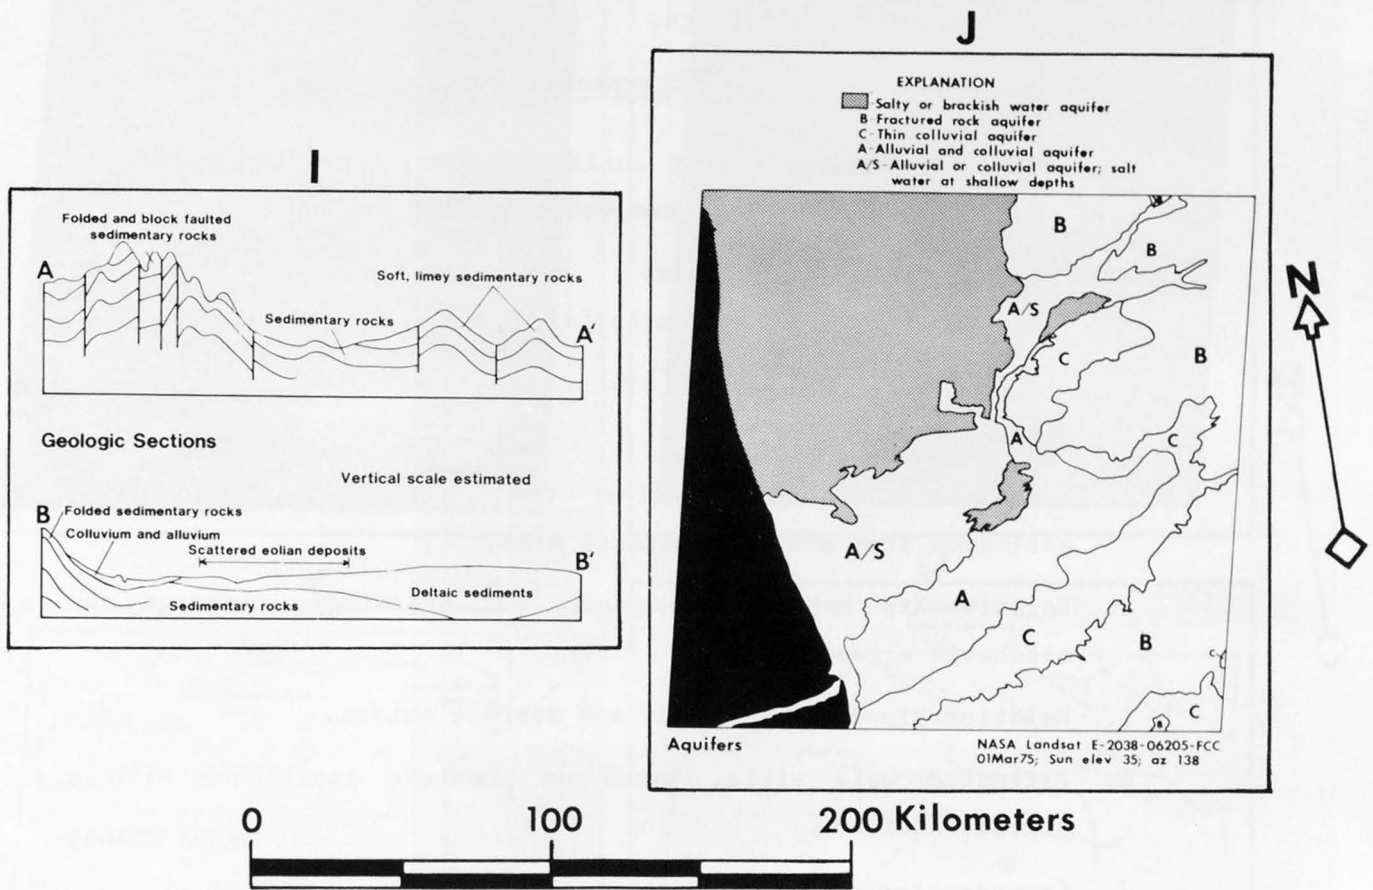 I
Folded and block faulted
sedimentary rocks
A
Soft, limey sedimentary rocks
Sedimentary rocks
A'
Geologic Sections
Vertical scale estimated
B
Folded sedimentary rocks
Colluvium and alluvium
Scattered eolian deposits
B'
Deltaic sediments
Sedimentary rocks
J
EXPLANATION
Salty or brackish water aquifer
B-Fractured rock aquifer
C-Thin colluvial aquifer
A-Alluvial and colluvial aquifer
A/S-Alluvial or colluvial aquifer; salt
water at shallow depths
B
B
A/S
C
B
A
C
A/S
A
C
B
C
C
B
Aquifers
NASA Landsat E-2038-06205-FCC
01Mar75; Sun elev 35; az 138
N
0 100 200 Kilometers